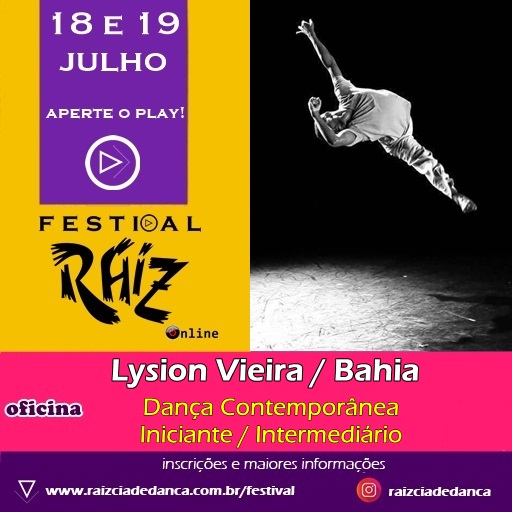 18 E 19
JULHO
APERTE O PLAY!
FESTIVAL
RAIZ
Online
Lysion Vieira / Bahia
oficina
Dança Contemporânea
Iniciante / Intermediário
inscrições e maiores informações
www.raizciadedanca.com.br/festival
raizciadedanca